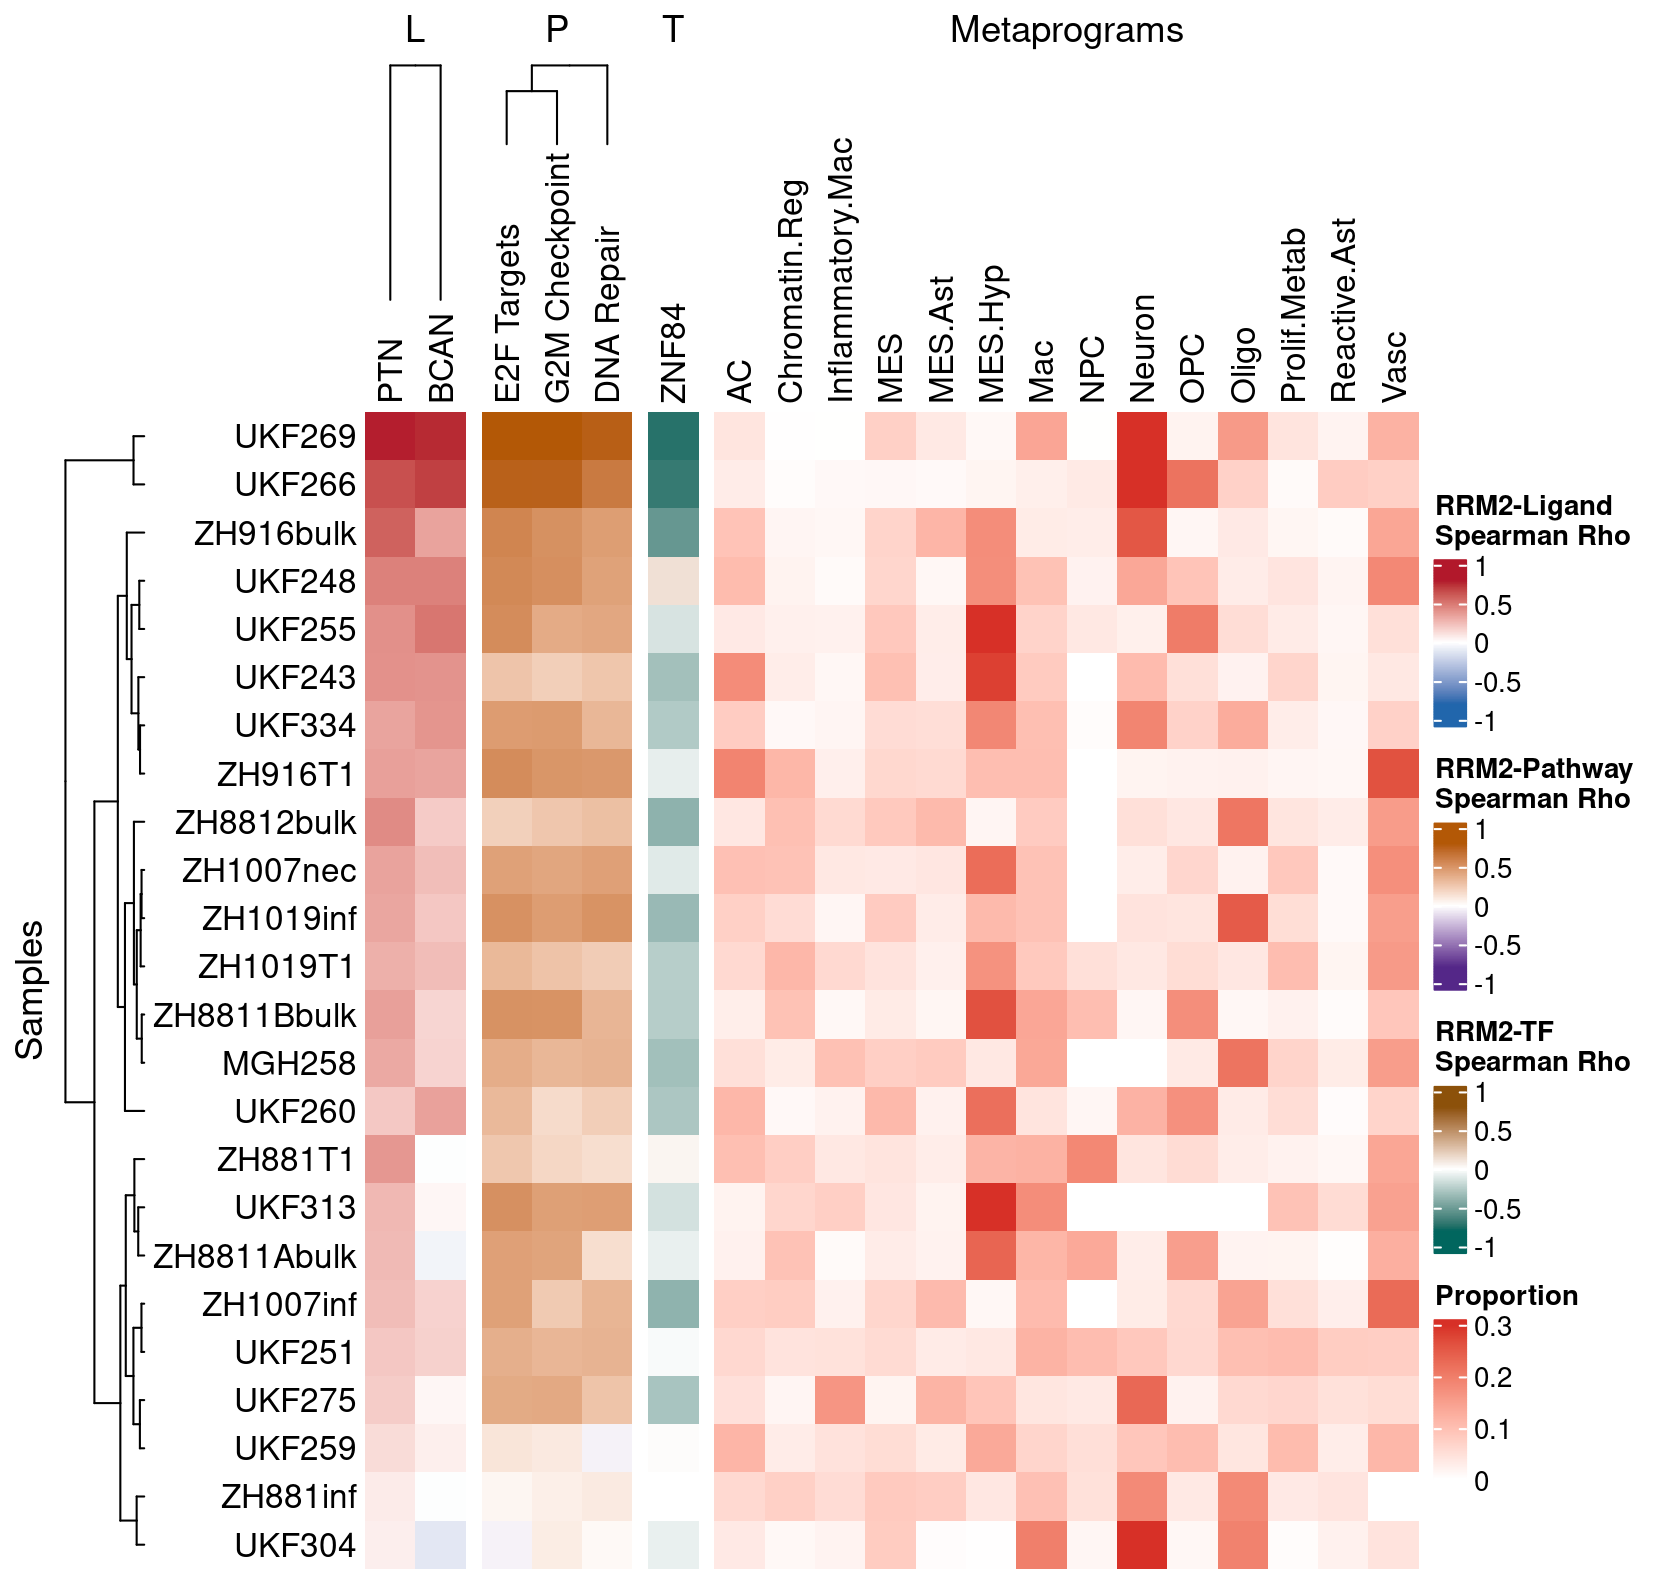 L
P
T
Metaprograms
PTN
BCAN
E2F Targets
G2M Checkpoint
DNA Repair
ZNF84
AC
Chromatin.Reg
Inflammatory.Mac
MES
MES.Ast
MES.Hyp
Mac
NPC
Neuron
OPC
Oligo
Prolif.Metab
Reactive.Ast
Vasc
Samples
UKF269
UKF266
ZH916bulk
UKF248
UKF255
UKF243
UKF334
ZH916T1
ZH8812bulk
ZH1007nec
ZH1019inf
ZH1019T1
ZH8811Bbulk
MGH258
UKF260
ZH881T1
UKF313
ZH8811Abulk
ZH1007inf
UKF251
UKF275
UKF259
ZH881inf
UKF304
RRM2-Ligand
Spearman Rho
1
0.5
0
-0.5
-1
RRM2-Pathway
Spearman Rho
1
0.5
0
-0.5
-1
RRM2-TF
Spearman Rho
1
0.5
0
-0.5
-1
Proportion
0.3
0.2
0.1
0